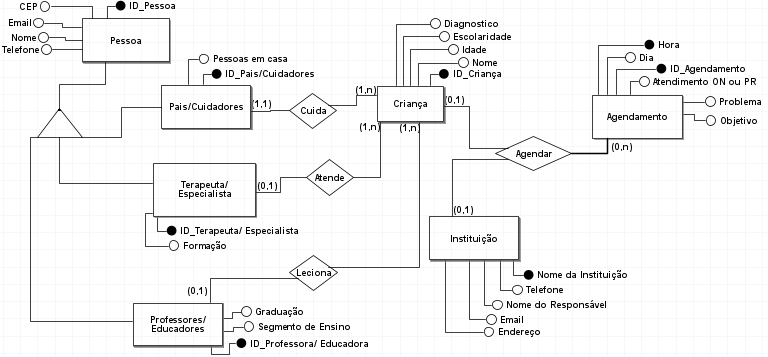 CEP
ID_Pessoa
Email
Nome
Telefone
Pessoa
Pessoas em casa
ID_Pais/Cuidadores
Pais/Cuidadores
(1,1)
Cuida
(1,n)
Diagnostico
Escolaridade
Idade
Nome
ID_Criança
Criança
(0,1)
(1,n)
(1,n)
Hora
Dia
ID_Agendamento
Atendimento ON ou PR
Problema
Objetivo
Agendamento
(0,n)
Agendar
Terapeuta/
Especialista
(0,1)
Atende
ID_Terapeuta/ Especialista
Formação
(0,1)
Instituição
Nome da Instituição
Telefone
Nome do Responsável
Email
Endereço
Leciona
(0,1)
Professores/
Educadores
Graduação
Segmento de Ensino
ID_Professora/ Educadora